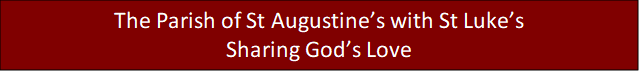 The Parish of St Augustine’s with St Luke’s
Sharing God’s Love